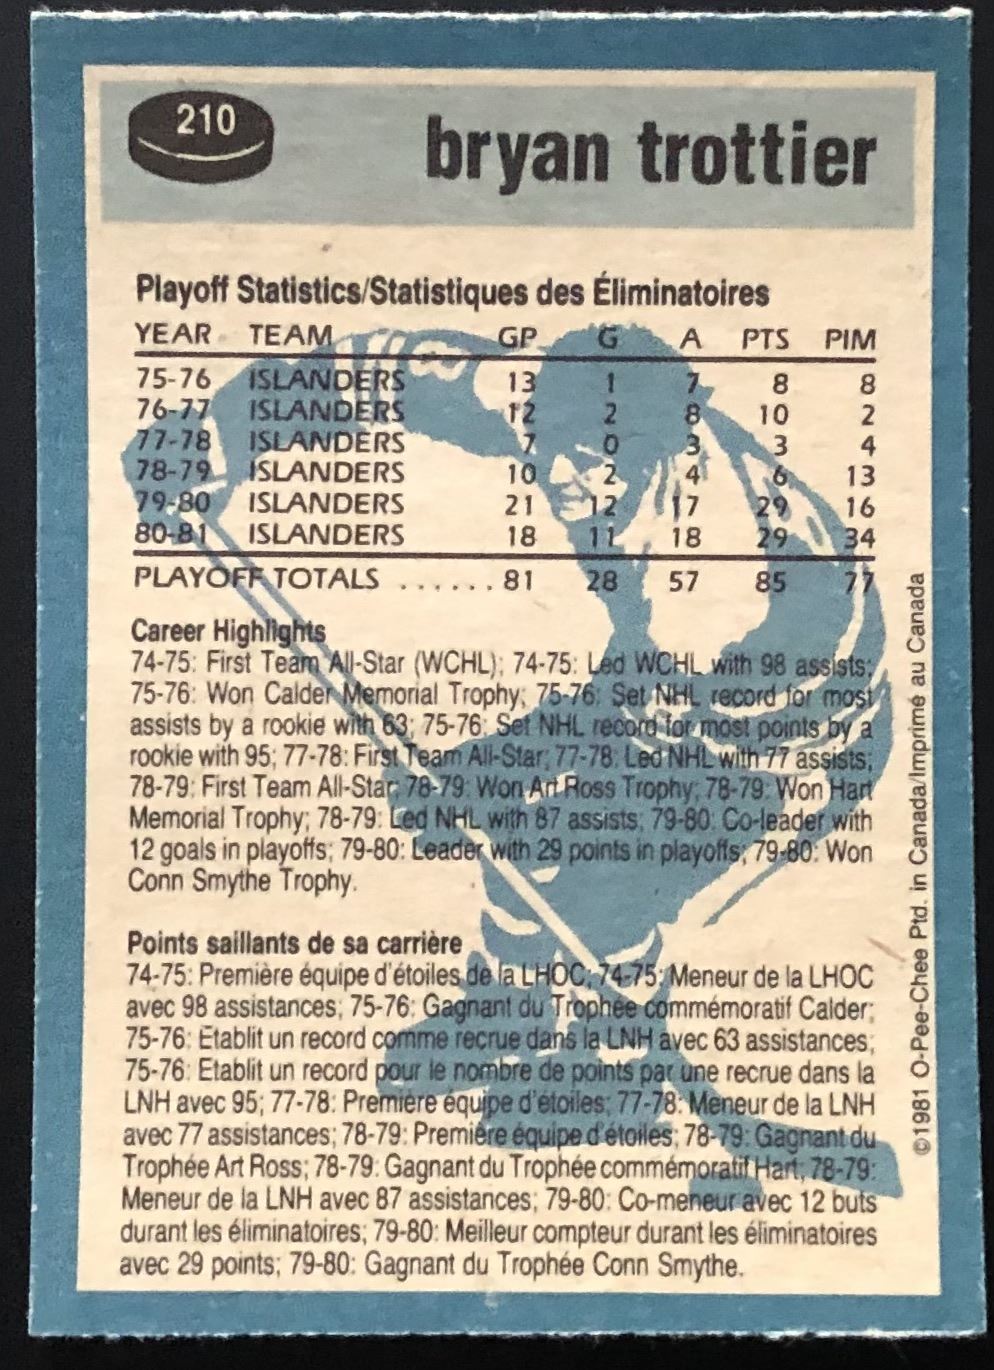 210
bryan trottier
Playoff Statistics/Statistiques des Éliminatoires
YEAR TEAM GP G A PTS PIM
75-76 ISLANDERS 13 1 7 8 8
76-77 ISLANDERS 12 2 8 10 2
77-78 ISLANDERS 7 0 3 3 4
78-79 ISLANDERS 10 2 4 6 13
79-80 ISLANDERS 21 12 17 29 16
80-81 ISLANDERS 18 11 18 29 34
PLAYOFF TOTALS ...... 81 28 57 85 77
Career Highlights
74-75: First Team All-Star (WCHL); 74-75: Led WCHL with 98 assists;
75-76: Won Calder Memorial Trophy; 75-76: Set NHL record for most
assists by a rookie with 63; 75-76: Set NHL record for most points by a
rookie with 95; 77-78: First Team All-Star; 77-78: Led NHL with 77 assists;
78-79: First Team All-Star; 78-79: Won Art Ross Trophy; 78-79: Won Hart
Memorial Trophy; 78-79: Led NHL with 87 assists; 79-80: Co-leader with
12 goals in playoffs; 79-80: Leader with 29 points in playoffs; 79-80: Won
Conn Smythe Trophy.
Points saillants de sa carrière
74-75: Première équipe d'étoiles de la LHOC; 74-75: Meneur de la LHOC
avec 98 assistances; 75-76: Gagnant du Trophée commémoratif Calder;
75-76: Etablit un record comme recrue dans la LNH avec 63 assistances;
75-76: Etablit un record pour le nombre de points par une recrue dans la
LNH avec 95; 77-78: Première équipe d'étoiles; 77-78: Meneur de la LNH
avec 77 assistances; 78-79: Première équipe d'étoiles; 78-79: Gagnant du
Trophée Art Ross; 78-79: Gagnant du Trophée commémoratif Hart; 78-79:
Meneur de la LNH avec 87 assistances; 79-80: Co-meneur avec 12 buts
durant les éliminatoires; 79-80: Meilleur compteur durant les éliminatoires
avec 29 points; 79-80: Gagnant du Trophée Conn Smythe.
©1981 O-Pee-Chee Ptd. in Canada/Imprimé au Canada